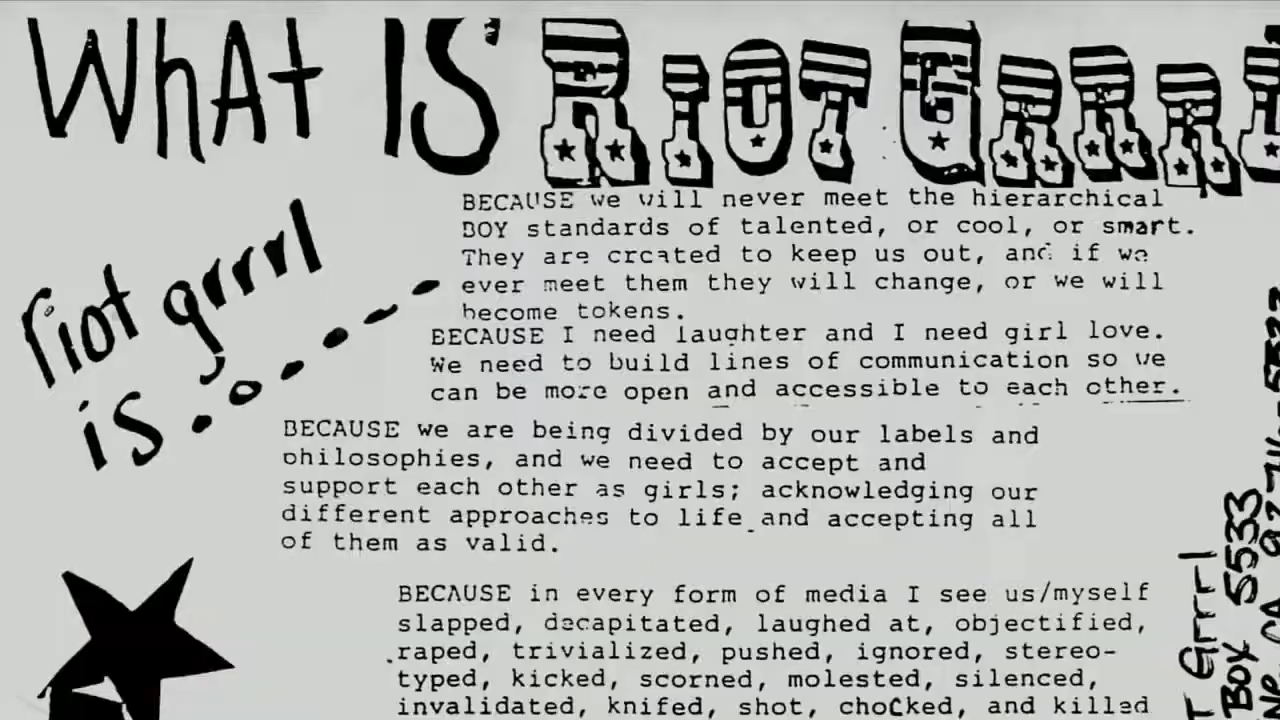 WhAt IS RIOT GRRRL
riot grrrl
is
BECAUSE we will never meet the hierarchical
BOY standards of talented, or cool, or smart.
They are created to keep us out, and if we
ever meet them they will change, or we will
become tokens.
BECAUSE I need laughter and I need girl love.
We need to build lines of communication so we
can be more open and accessible to each other.
BECAUSE we are being divided by our labels and
philosophies, and we need to accept and
support each other as girls; acknowledging our
different approaches to life and accepting all
of them as valid.
BECAUSE in every form of media I see us/myself
slapped, decapitated, laughed at, objectified,
raped, trivialized, pushed, ignored, stereo-
typed, kicked, scorned, molested, silenced,
invalidated, knifed, shot, choCked, and killed
T Grrrl
BOX 5533
CA